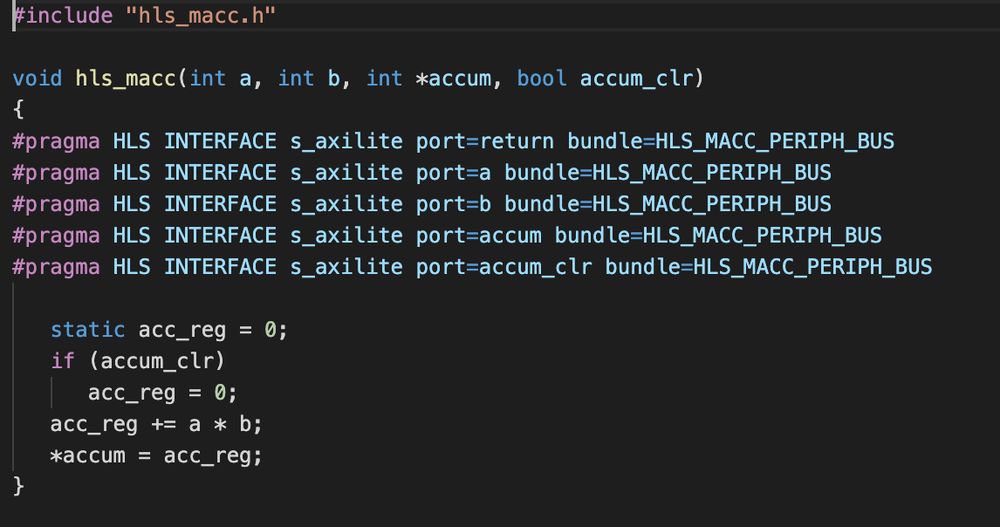 #include "hls_macc.h"
void hls_macc(int a, int b, int *accum, bool accum_clr)
{
#pragma HLS INTERFACE s_axilite port=return bundle=HLS_MACC_PERIPH_BUS
#pragma HLS INTERFACE s_axilite port=a bundle=HLS_MACC_PERIPH_BUS
#pragma HLS INTERFACE s_axilite port=b bundle=HLS_MACC_PERIPH_BUS
#pragma HLS INTERFACE s_axilite port=accum bundle=HLS_MACC_PERIPH_BUS
#pragma HLS INTERFACE s_axilite port=accum_clr bundle=HLS_MACC_PERIPH_BUS
static acc_reg = 0;
if (accum_clr)
acc_reg = 0;
acc_reg += a * b;
*accum = acc_reg;
}